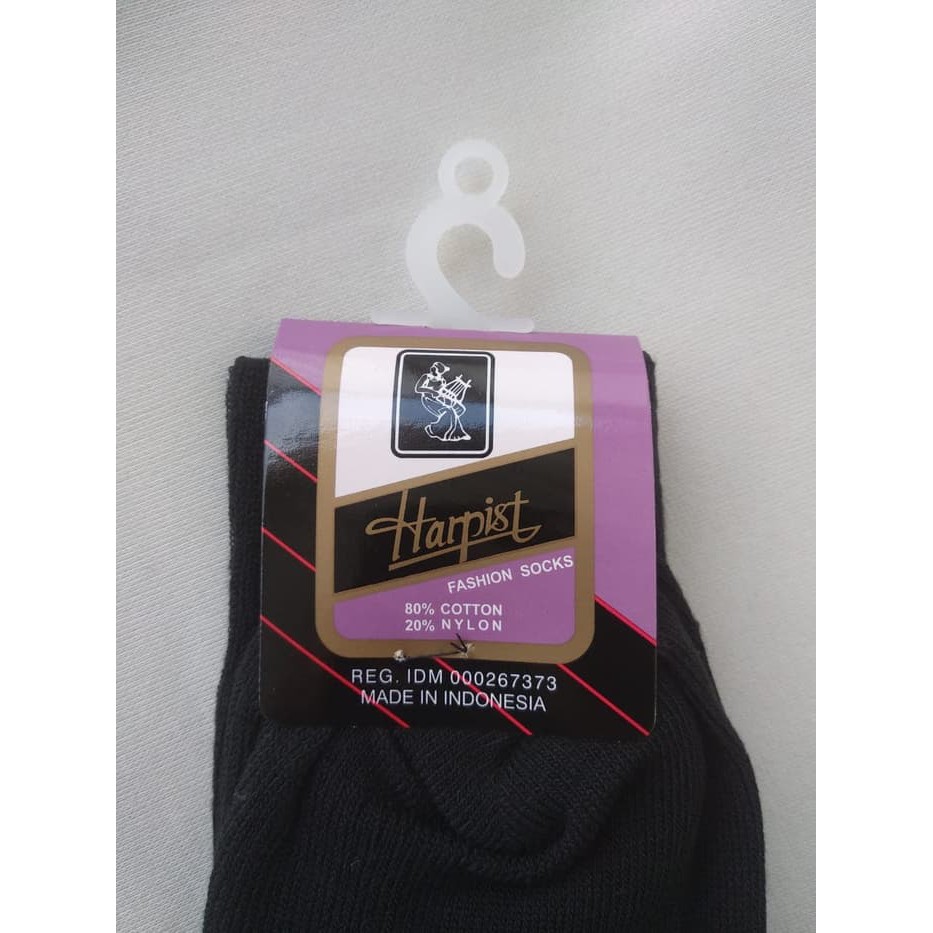 Harpist
FASHION SOCKS
80% COTTON
20% NYLON
REG. IDM 000267373
MADE IN INDONESIA